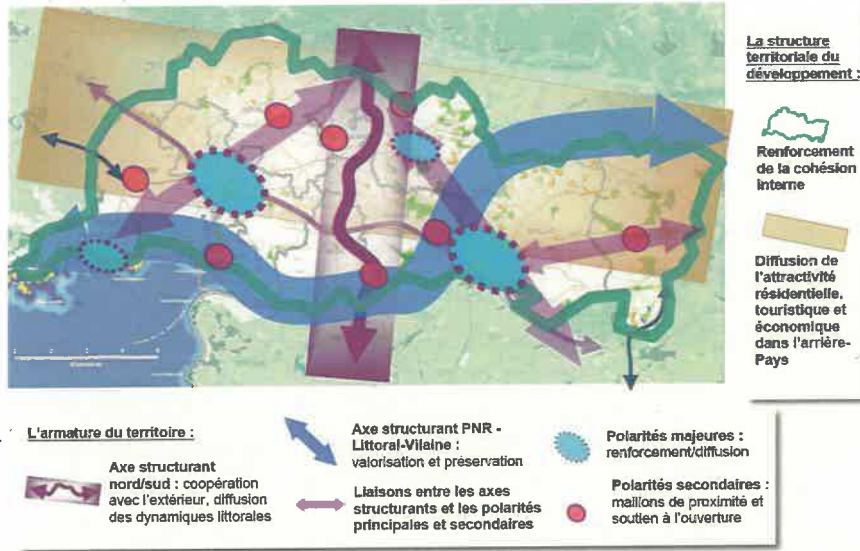 La structure
territoriale du
développement :
Renforcement
de la cohésion
interne
Diffusion de
l'attractivité
résidentielle,
touristique et
économique
dans l'arrière-
Pays
L'armature du territoire :
Axe structurant
nord/sud : coopération
avec l'extérieur, diffusion
des dynamiques littorales
Axe structurant PNR -
Littoral-Vilaine :
valorisation et préservation
Liaisons entre les axes
structurants et les polarités
principales et secondaires
Polarités majeures :
renforcement/diffusion
Polarités secondaires :
maillons de proximité et
soutien à l'ouverture